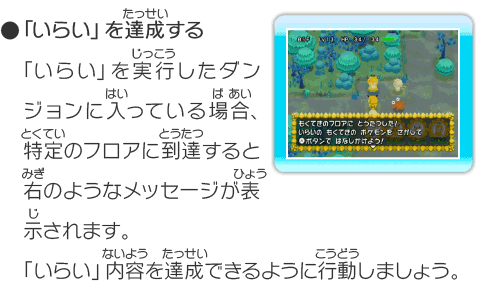 ●「いらい」を達成する
「いらい」を実行したダン
ジョンに入っている場合、
特定のフロアに到達すると
右のようなメッセージが表
示されます。
「いらい」内容を達成できるように行動しましょう。
もくてきのフロアに とうたつした!
いらいの もくてきの ポケモンを さがして
Ⓐボタンで はなしかけよう!